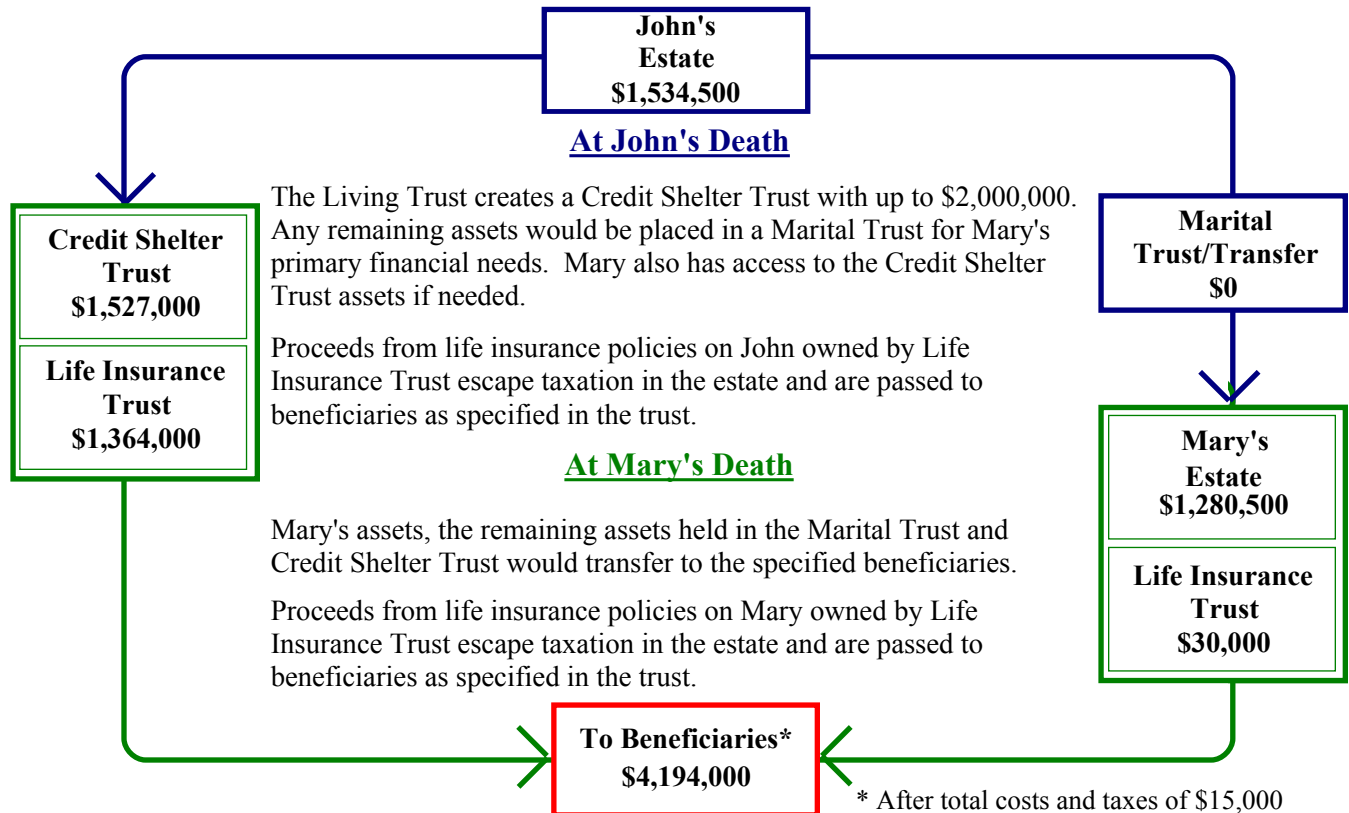 John's
Estate
$1,534,500
At John's Death
The Living Trust creates a Credit Shelter Trust with up to $2,000,000.
Any remaining assets would be placed in a Marital Trust for Mary's
primary financial needs.  Mary also has access to the Credit Shelter
Trust assets if needed.
Proceeds from life insurance policies on John owned by Life
Insurance Trust escape taxation in the estate and are passed to
beneficiaries as specified in the trust.
Credit Shelter
Trust
$1,527,000
Life Insurance
Trust
$1,364,000
Marital
Trust/Transfer
$0
Mary's
Estate
$1,280,500
Life Insurance
Trust
$30,000
At Mary's Death
Mary's assets, the remaining assets held in the Marital Trust and
Credit Shelter Trust would transfer to the specified beneficiaries.
Proceeds from life insurance policies on Mary owned by Life
Insurance Trust escape taxation in the estate and are passed to
beneficiaries as specified in the trust.
To Beneficiaries*
$4,194,000
* After total costs and taxes of $15,000